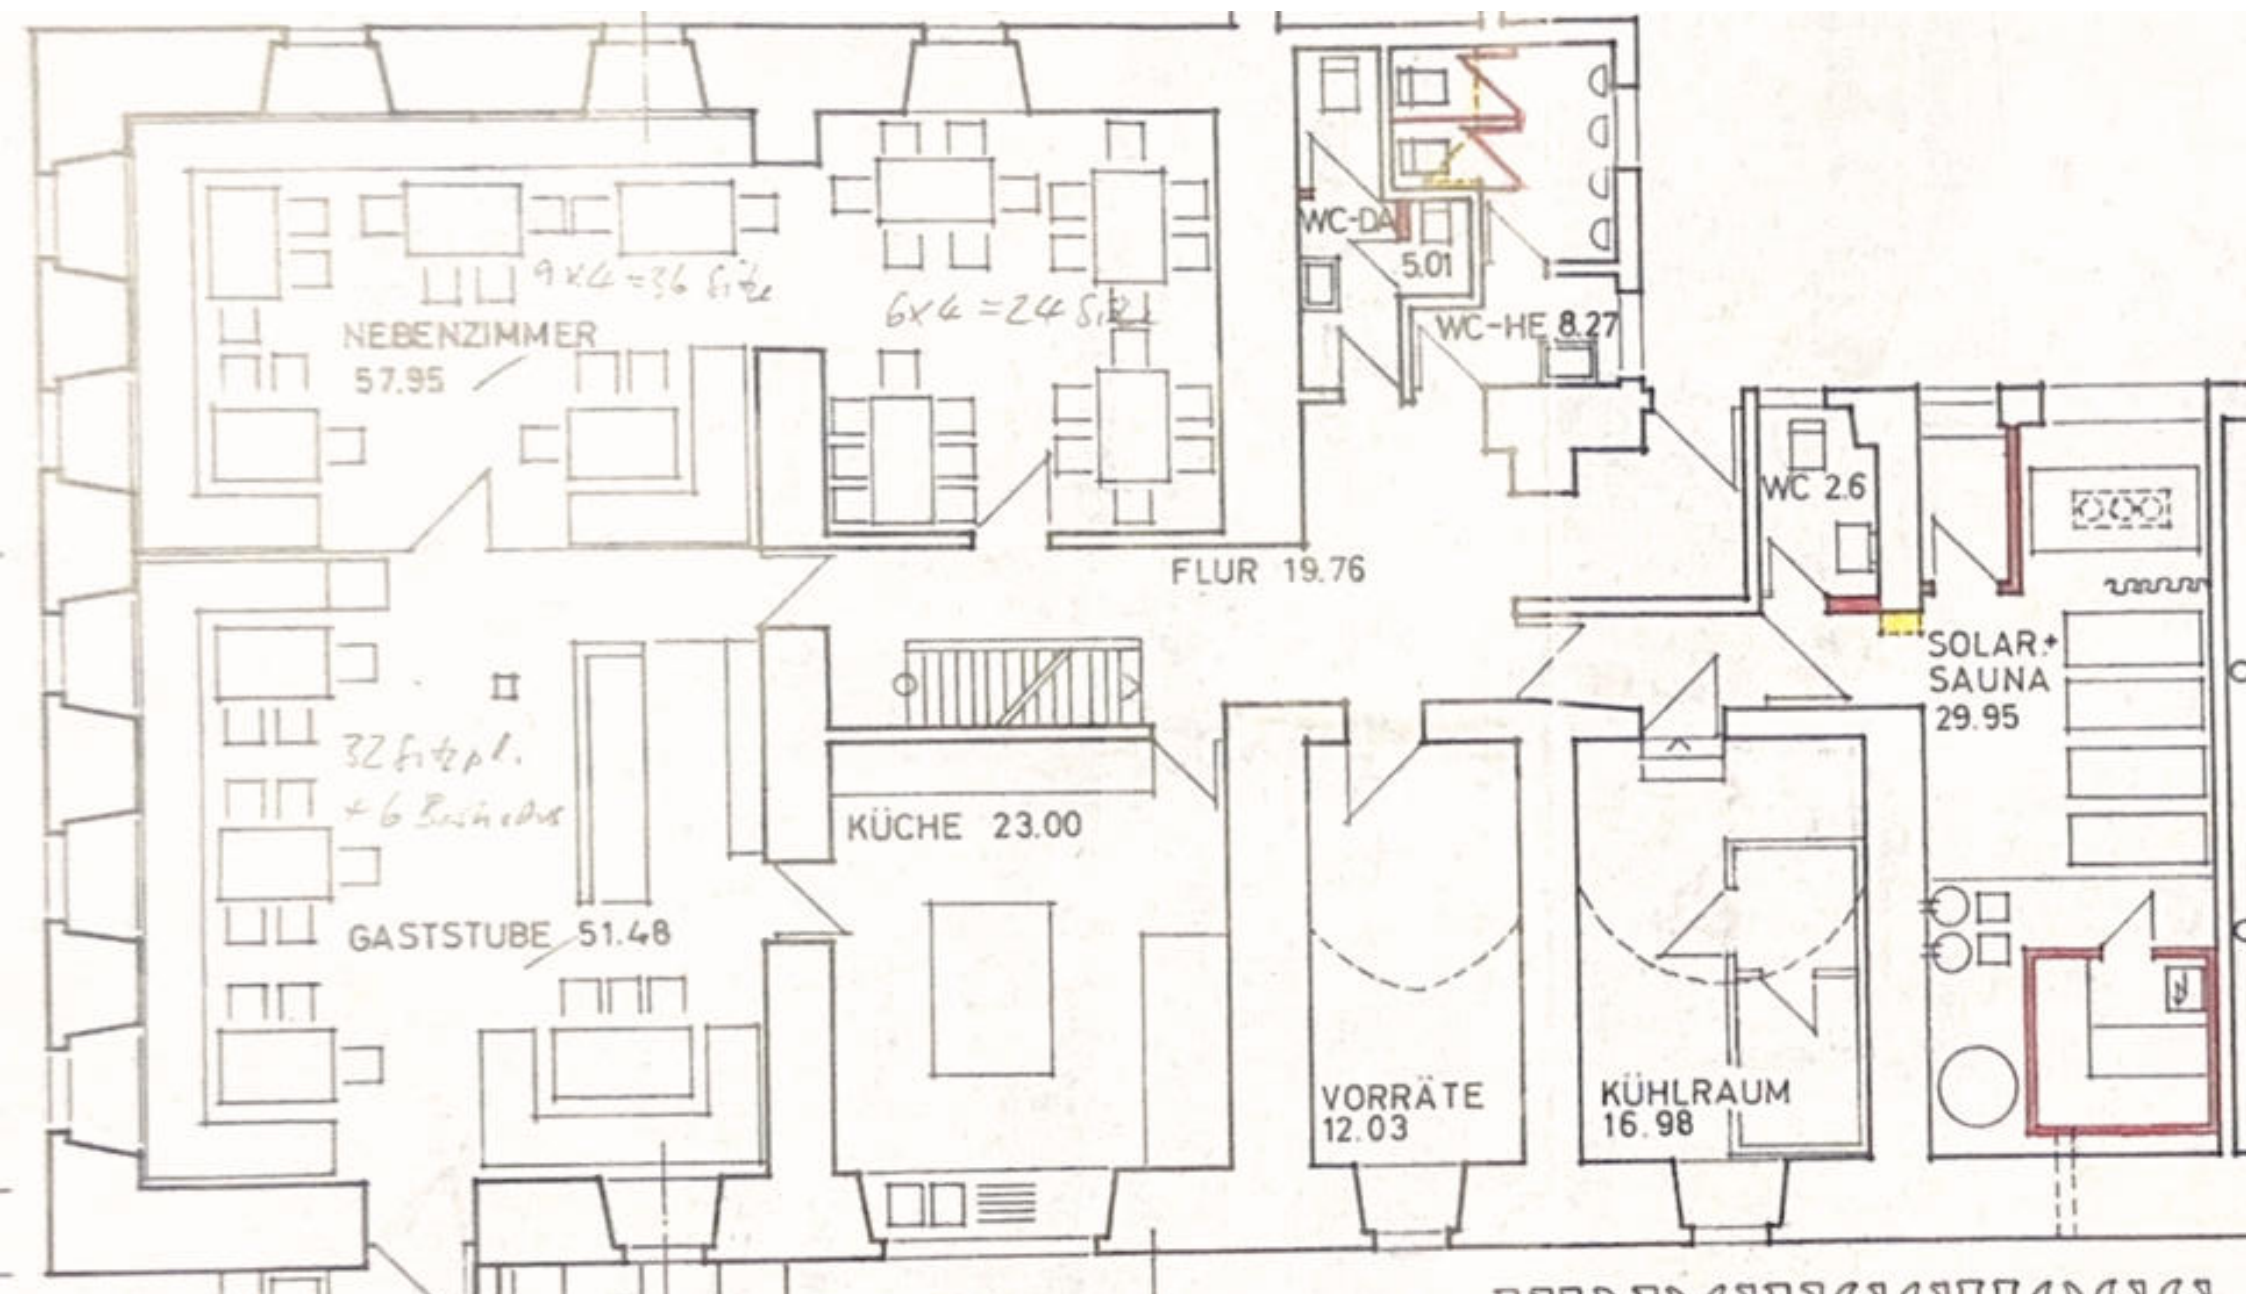 9x4 = 36 Sitze
NEBENZIMMER
57.95
6x4 = 24 Sitze
WC-DA
5.01
WC-HE 8.27
WC 2.6
FLUR 19.76
SOLAR.+
SAUNA
29.95
32 Sitzpl.
+ 6
KÜCHE 23.00
GASTSTUBE 51.48
VORRÄTE
12.03
KÜHLRAUM
16.98